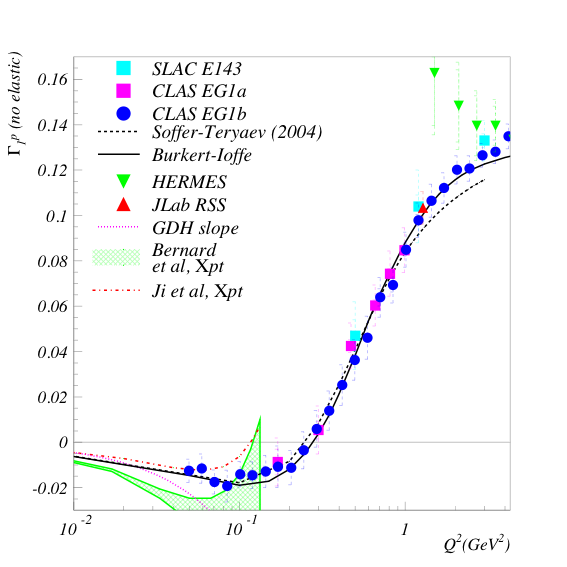 Γ₁ᵖ (no elastic)
0.16
0.14
0.12
0.1
0.08
0.06
0.04
0.02
0
-0.02
SLAC E143
CLAS EG1a
CLAS EG1b
Soffer-Teryaev (2004)
Burkert-Ioffe
HERMES
JLab RSS
GDH slope
Bernard
et al, Xpt
Ji et al, Xpt
10⁻² 10⁻¹ 1
Q²(GeV²)